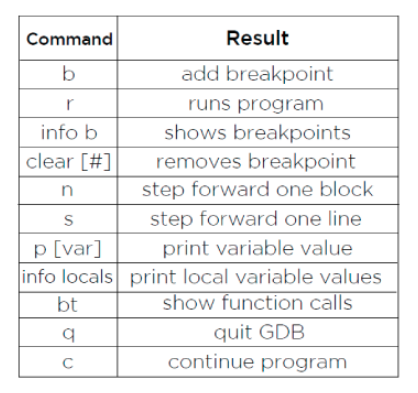 Command Result
b add breakpoint
r runs program
info b shows breakpoints
clear [#] removes breakpoint
n step forward one block
s step forward one line
p [var] print variable value
info locals print local variable values
bt show function calls
q quit GDB
c continue program